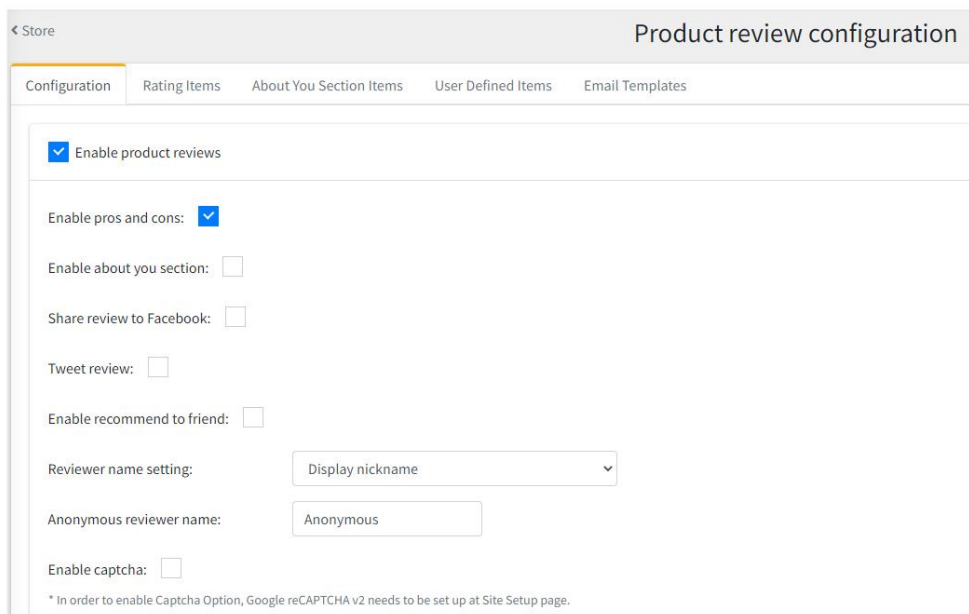 Store
Product review configuration
Configuration Rating Items About You Section Items User Defined Items Email Templates
Enable product reviews
Enable pros and cons:
Enable about you section:
Share review to Facebook:
Tweet review:
Enable recommend to friend:
Reviewer name setting: Display nickname
Anonymous reviewer name: Anonymous
Enable captcha:
* In order to enable Captcha Option, Google reCAPTCHA v2 needs to be set up at Site Setup page.